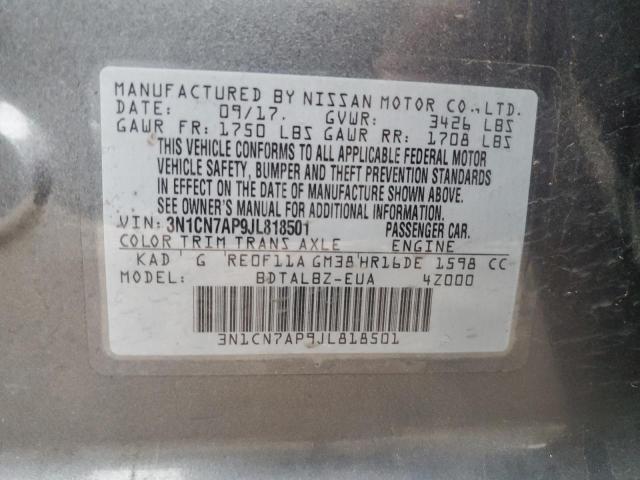 MANUFACTURED BY NISSAN MOTOR CO., LTD.
DATE: 09/17. GVWR: 3426 LBS
GAWR FR: 1750 LBS GAWR RR: 1708 LBS
THIS VEHICLE CONFORMS TO ALL APPLICABLE FEDERAL MOTOR
VEHICLE SAFETY, BUMPER AND THEFT PREVENTION STANDARDS
IN EFFECT ON THE DATE OF MANUFACTURE SHOWN ABOVE.
SEE OWNER'S MANUAL FOR ADDITIONAL INFORMATION.
VIN: 3N1CN7AP9JL818501 PASSENGER CAR.
COLOR TRIM TRANS AXLE ENGINE
KAD G RE0F11A GM38 HR16DE 1598 CC
MODEL: BDTALBZ-EUA 4Z000
3N1CN7AP9JL818501